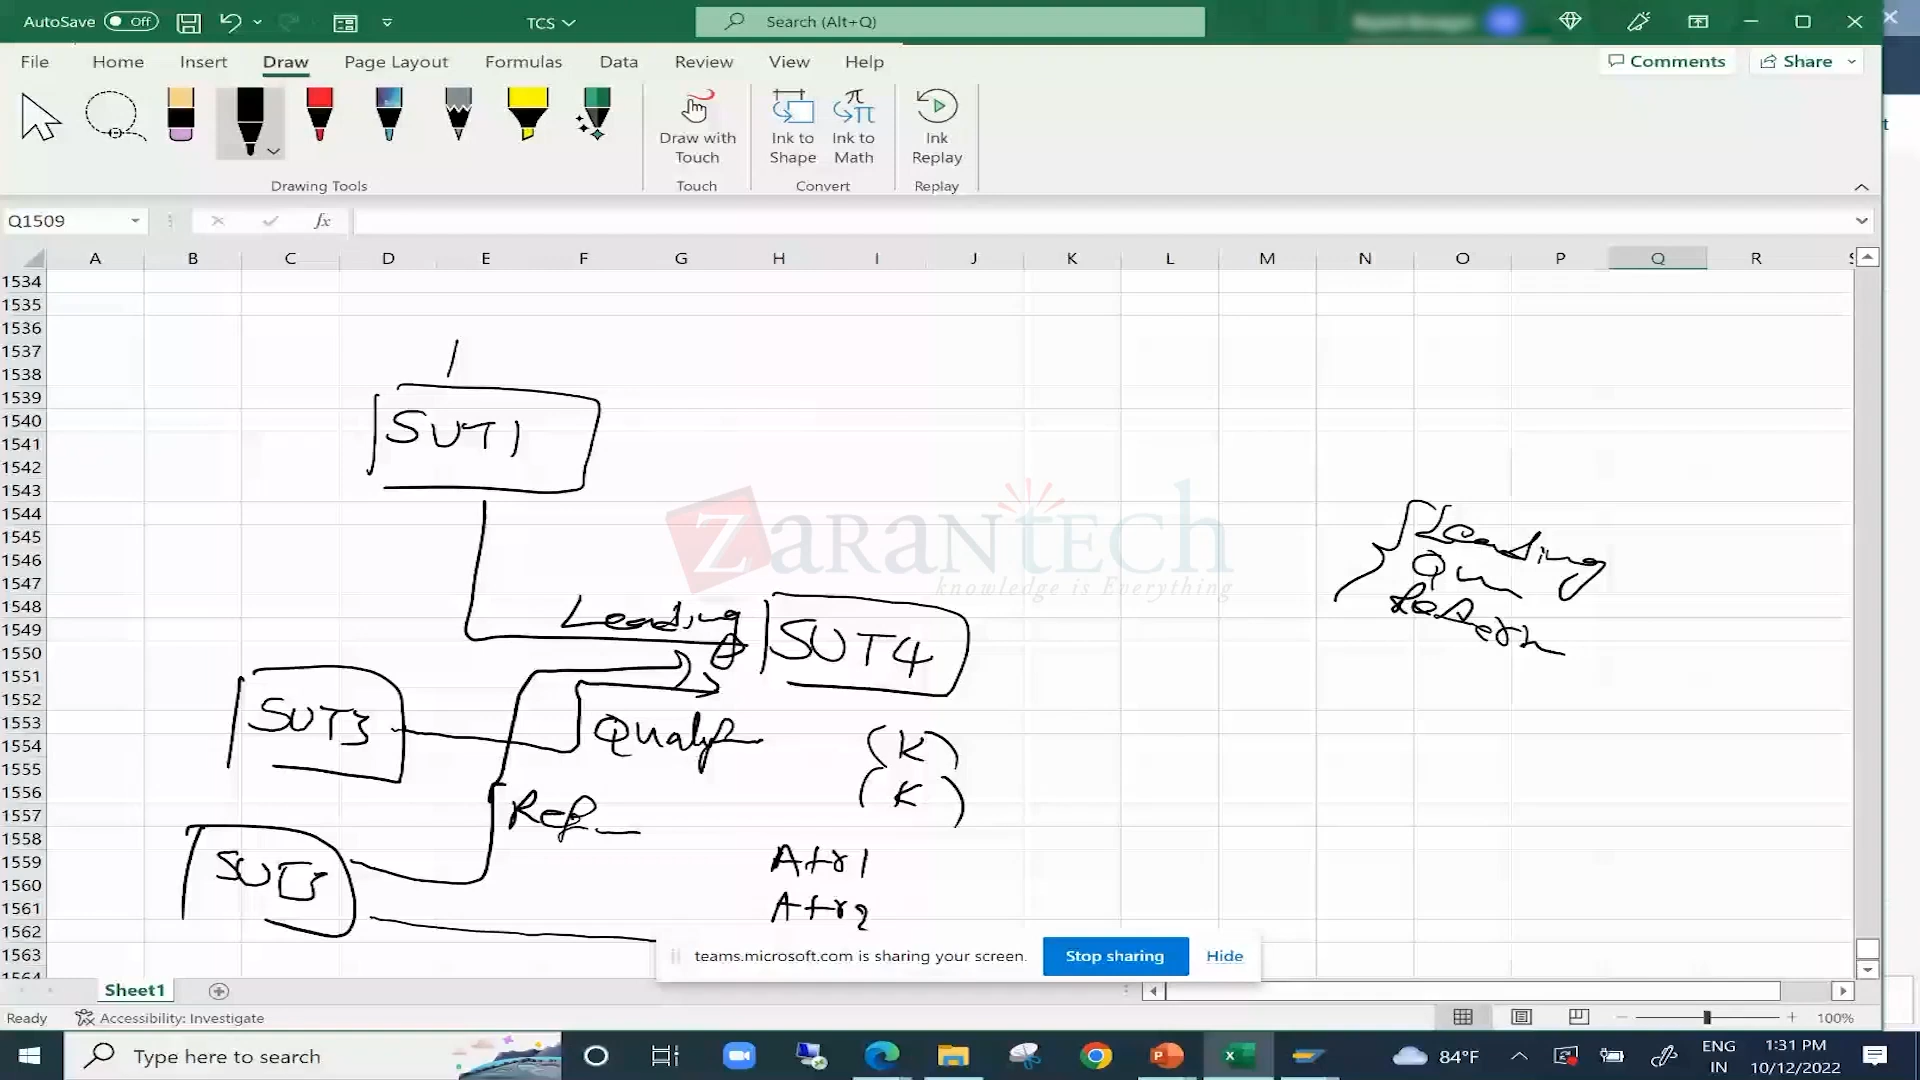 AutoSave Off TCS Search (Alt+Q)
File Home Insert Draw Page Layout Formulas Data Review View Help Comments Share
Draw with Touch
Ink to Shape
Ink to Math
Ink Replay
Drawing Tools Touch Convert Replay
Q1509 fx
A B C D E F G H I J K L M N O P Q R
1534
1535
1536
1537
1538
1539
1540
1541
1542
1543
1544
1545
1546
1547
1548
1549
1550
1551
1552
1553
1554
1555
1556
1557
1558
1559
1560
1561
1562
1563
1564
SUT1
ZARANTECH
knowledge is Everything
Leading
SUT4
SUT3
Qualf
(K)
(K)
Ref
SUT5
Atr1
Atr2
Leading
Qu
Return
teams.microsoft.com is sharing your screen. Stop sharing Hide
Sheet1
Ready Accessibility: Investigate 100%
Type here to search 84°F ENG IN 1:31 PM 10/12/2022